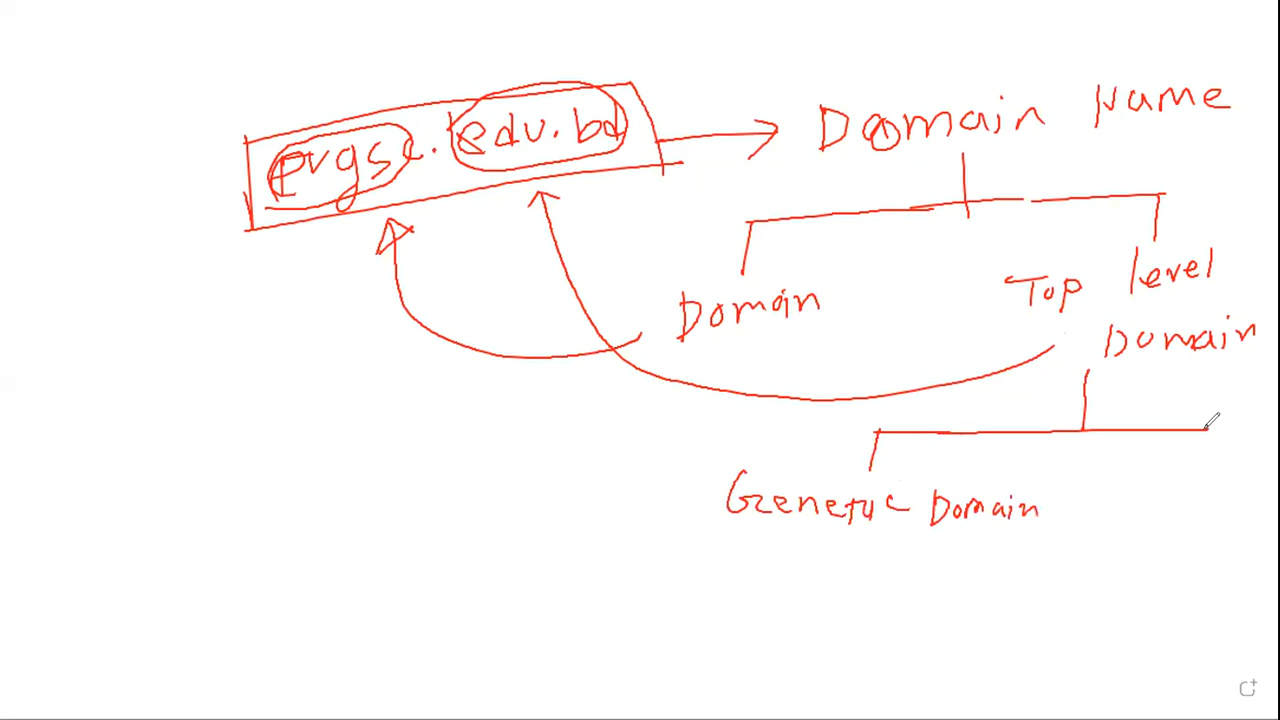 prgsc.edu.bd → Domain Name
Domain
Top level
Domain
Genetic Domain